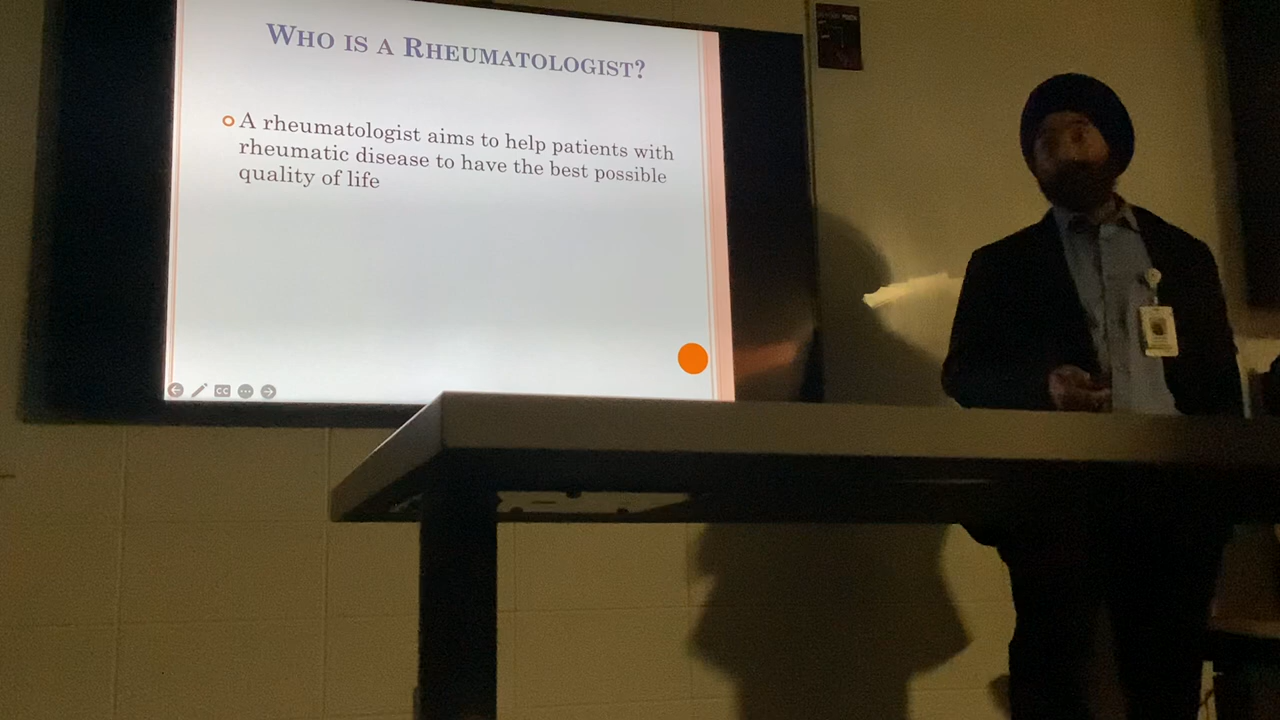 WHO IS A RHEUMATOLOGIST?
A rheumatologist aims to help patients with
rheumatic disease to have the best possible
quality of life
CC